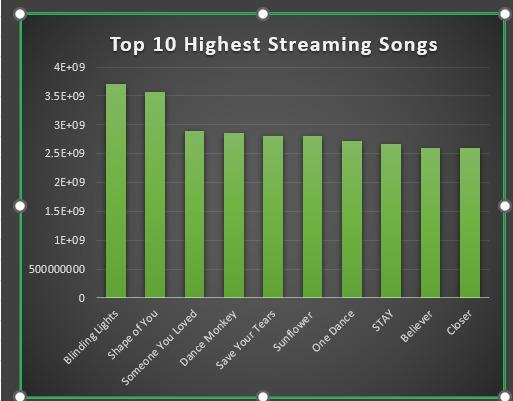 Top 10 Highest Streaming Songs
4E+09
3.5E+09
3E+09
2.5E+09
2E+09
1.5E+09
1E+09
500000000
0
Blinding Lights
Shape of You
Someone You Loved
Dance Monkey
Save Your Tears
Sunflower
One Dance
STAY
Believer
Closer